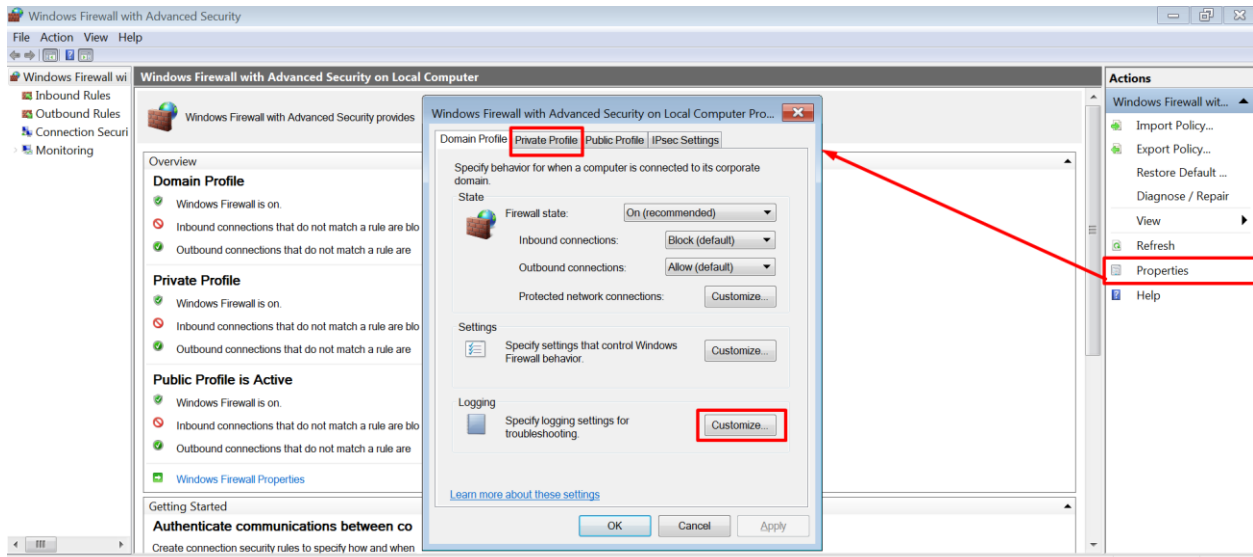 Windows Firewall with Advanced Security
File Action View Help
Windows Firewall wi
Inbound Rules
Outbound Rules
Connection Securi
Monitoring
Windows Firewall with Advanced Security on Local Computer
Windows Firewall with Advanced Security provides
Overview
Domain Profile
Windows Firewall is on.
Inbound connections that do not match a rule are blo
Outbound connections that do not match a rule are
Private Profile
Windows Firewall is on.
Inbound connections that do not match a rule are blo
Outbound connections that do not match a rule are
Public Profile is Active
Windows Firewall is on.
Inbound connections that do not match a rule are blo
Outbound connections that do not match a rule are
Windows Firewall Properties
Getting Started
Authenticate communications between co
Create connection security rules to specify how and when
Windows Firewall with Advanced Security on Local Computer Pro...
Domain Profile Private Profile Public Profile IPsec Settings
Specify behavior for when a computer is connected to its corporate
domain.
State
Firewall state: On (recommended)
Inbound connections: Block (default)
Outbound connections: Allow (default)
Protected network connections: Customize...
Settings
Specify settings that control Windows
Firewall behavior.
Customize...
Logging
Specify logging settings for
troubleshooting.
Customize...
Learn more about these settings
OK Cancel Apply
Actions
Windows Firewall wit...
Import Policy...
Export Policy...
Restore Default ...
Diagnose / Repair
View
Refresh
Properties
Help